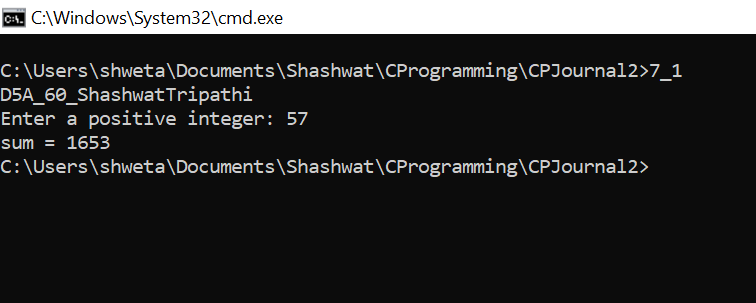 C:\Windows\System32\cmd.exe
C:\Users\shweta\Documents\Shashwat\CProgramming\CPJournal2>7_1
D5A_60_ShashwatTripathi
Enter a positive integer: 57
sum = 1653
C:\Users\shweta\Documents\Shashwat\CProgramming\CPJournal2>